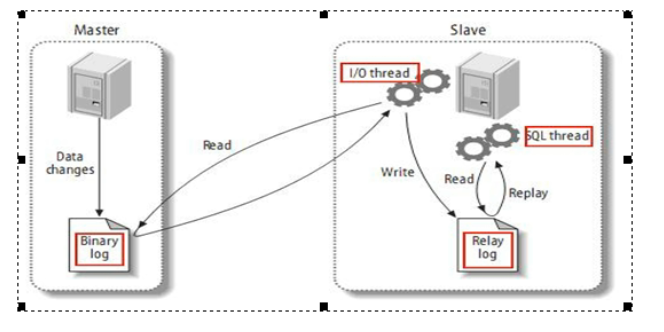 Master
Slave
I/O thread
SQL thread
Data
changes
Read
Write
Read
Replay
Binary
log
Relay
log